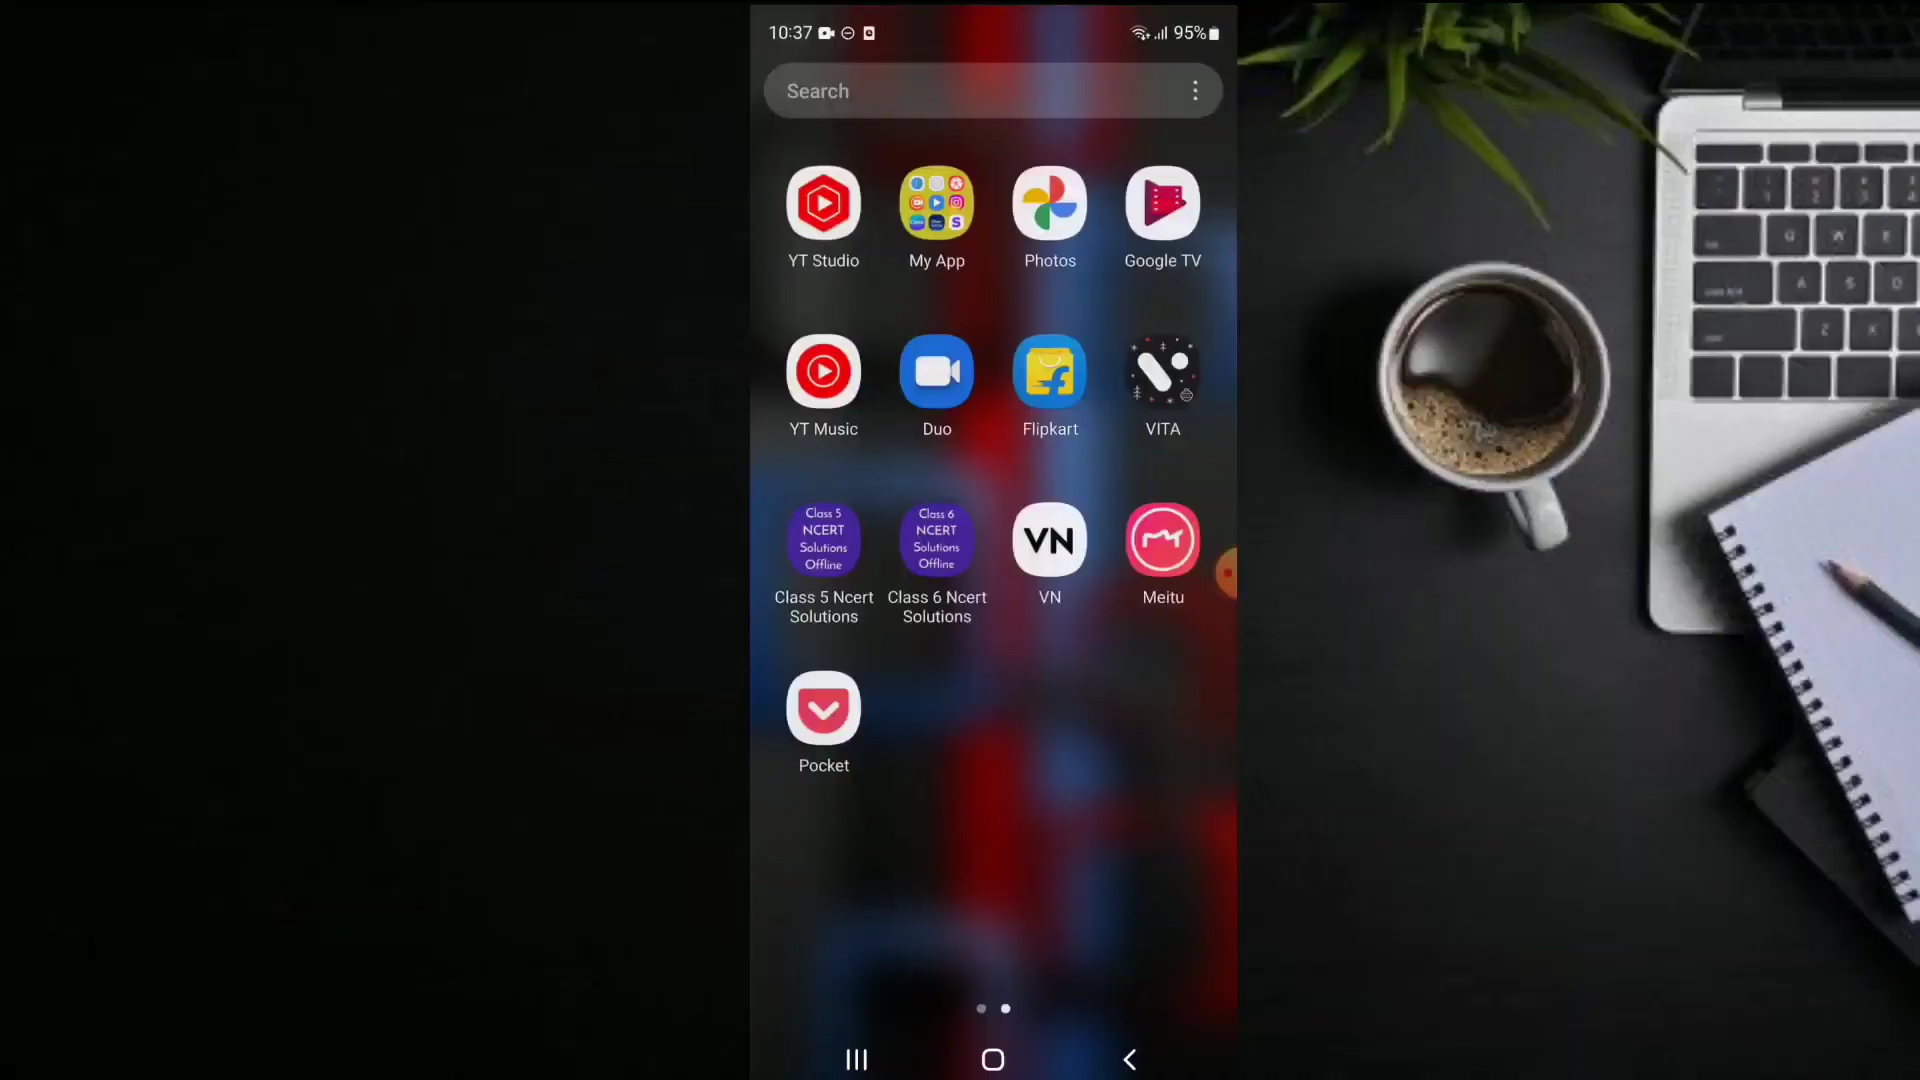 10:37 95%
Search
YT Studio My App Photos Google TV
YT Music Duo Flipkart VITA
Class 5
NCERT
Solutions
Offline
Class 6
NCERT
Solutions
Offline
VN
Class 5 Ncert
Solutions
Class 6 Ncert
Solutions
VN
Meitu
Pocket
Q W E
A S D
Z X